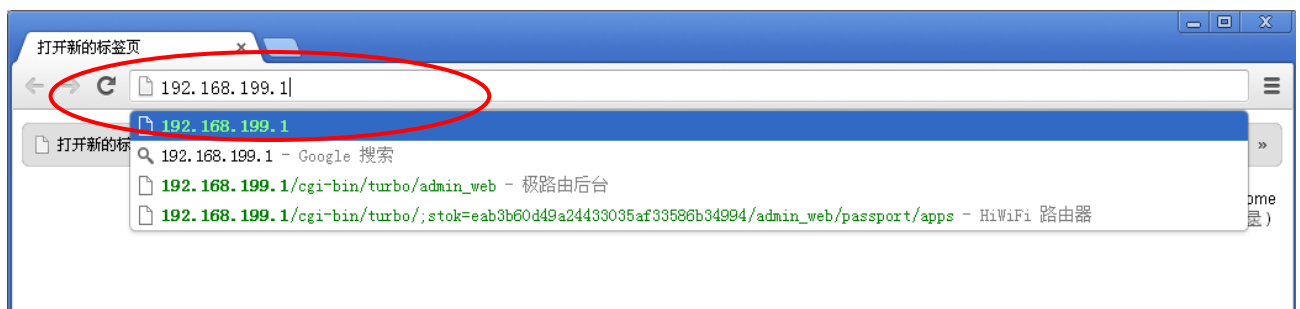 打开新的标签页
192.168.199.1
192.168.199.1
打开新的标
192.168.199.1 - Google 搜索
»
192.168.199.1/cgi-bin/turbo/admin_web - 极路由后台
192.168.199.1/cgi-bin/turbo/;stok=eab3b60d49a24433035af33586b34994/admin_web/passport/apps - HiWiFi 路由器
ome
录）